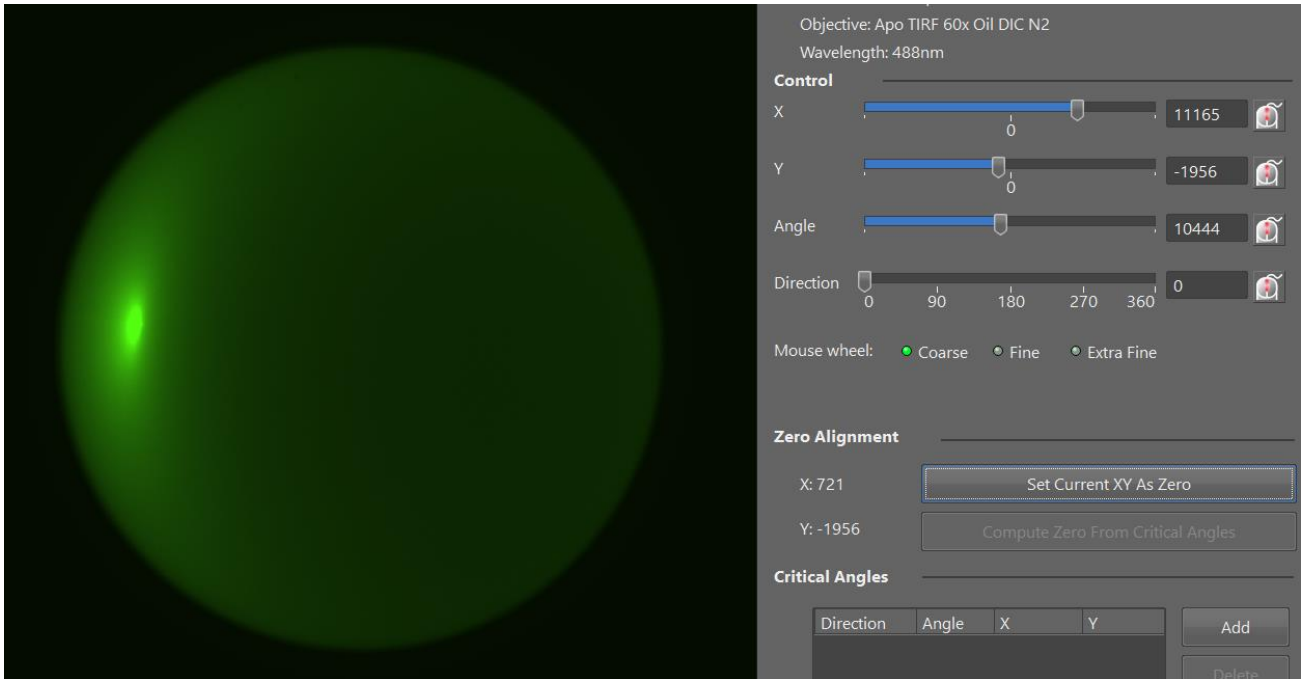 Objective: Apo TIRF 60x Oil DIC N2
Wavelength: 488nm
Control
X
0
11165
Y
0
-1956
Angle
10444
Direction
0 90 180 270 360
0
Mouse wheel: Coarse Fine Extra Fine
Zero Alignment
X: 721
Set Current XY As Zero
Y: -1956
Compute Zero From Critical Angles
Critical Angles
Direction Angle X Y
Add
Delete